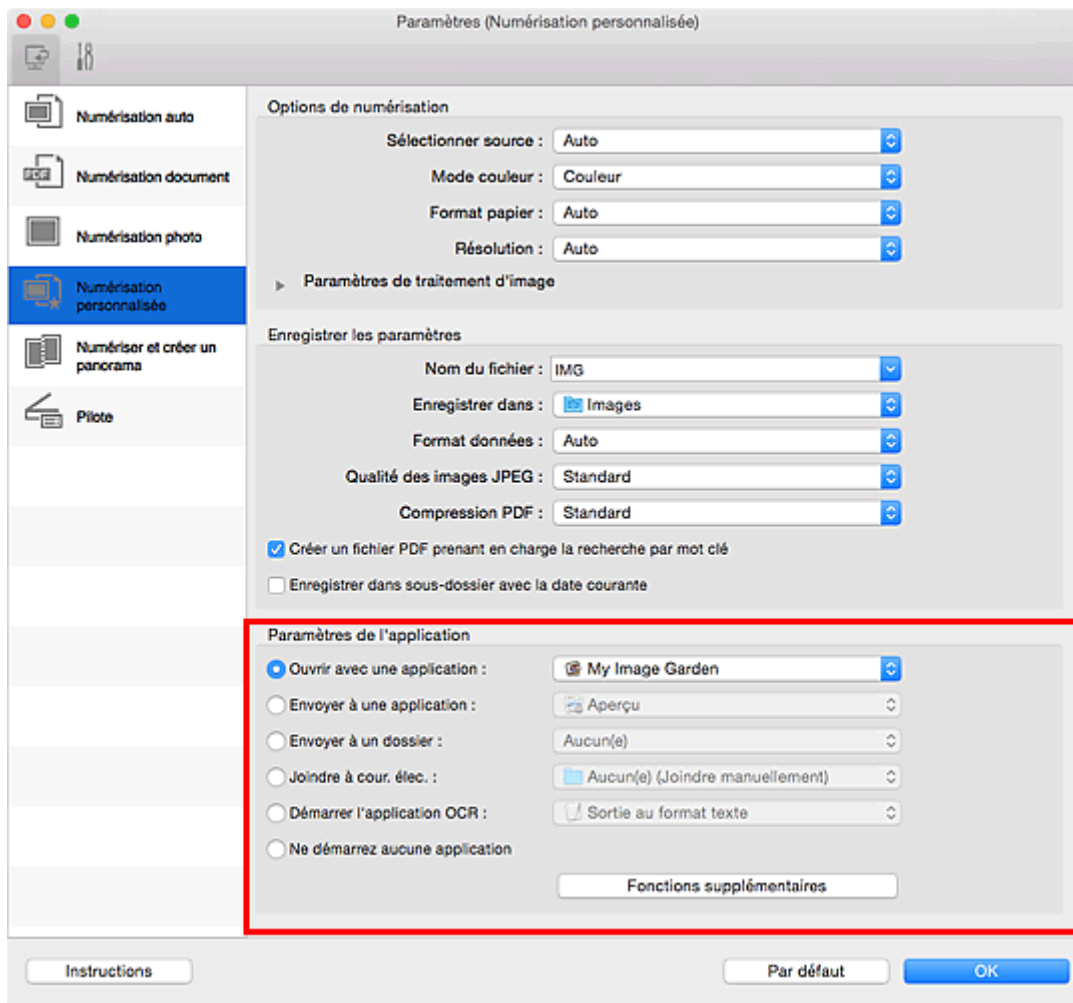 Paramètres (Numérisation personnalisée)
Numérisation auto
Numérisation document
Numérisation photo
Numérisation
personnalisée
Numériser et créer un
panorama
Pilote
Options de numérisation
Sélectionner source : Auto
Mode couleur : Couleur
Format papier : Auto
Résolution : Auto
Paramètres de traitement d'image
Enregistrer les paramètres
Nom du fichier : IMG
Enregistrer dans : Images
Format données : Auto
Qualité des images JPEG : Standard
Compression PDF : Standard
Créer un fichier PDF prenant en charge la recherche par mot clé
Enregistrer dans sous-dossier avec la date courante
Paramètres de l'application
Ouvrir avec une application : My Image Garden
Envoyer à une application : Aperçu
Envoyer à un dossier : Aucun(e)
Joindre à cour. élec. : Aucun(e) (Joindre manuellement)
Démarrer l'application OCR : Sortie au format texte
Ne démarrez aucune application
Fonctions supplémentaires
Instructions
Par défaut
OK